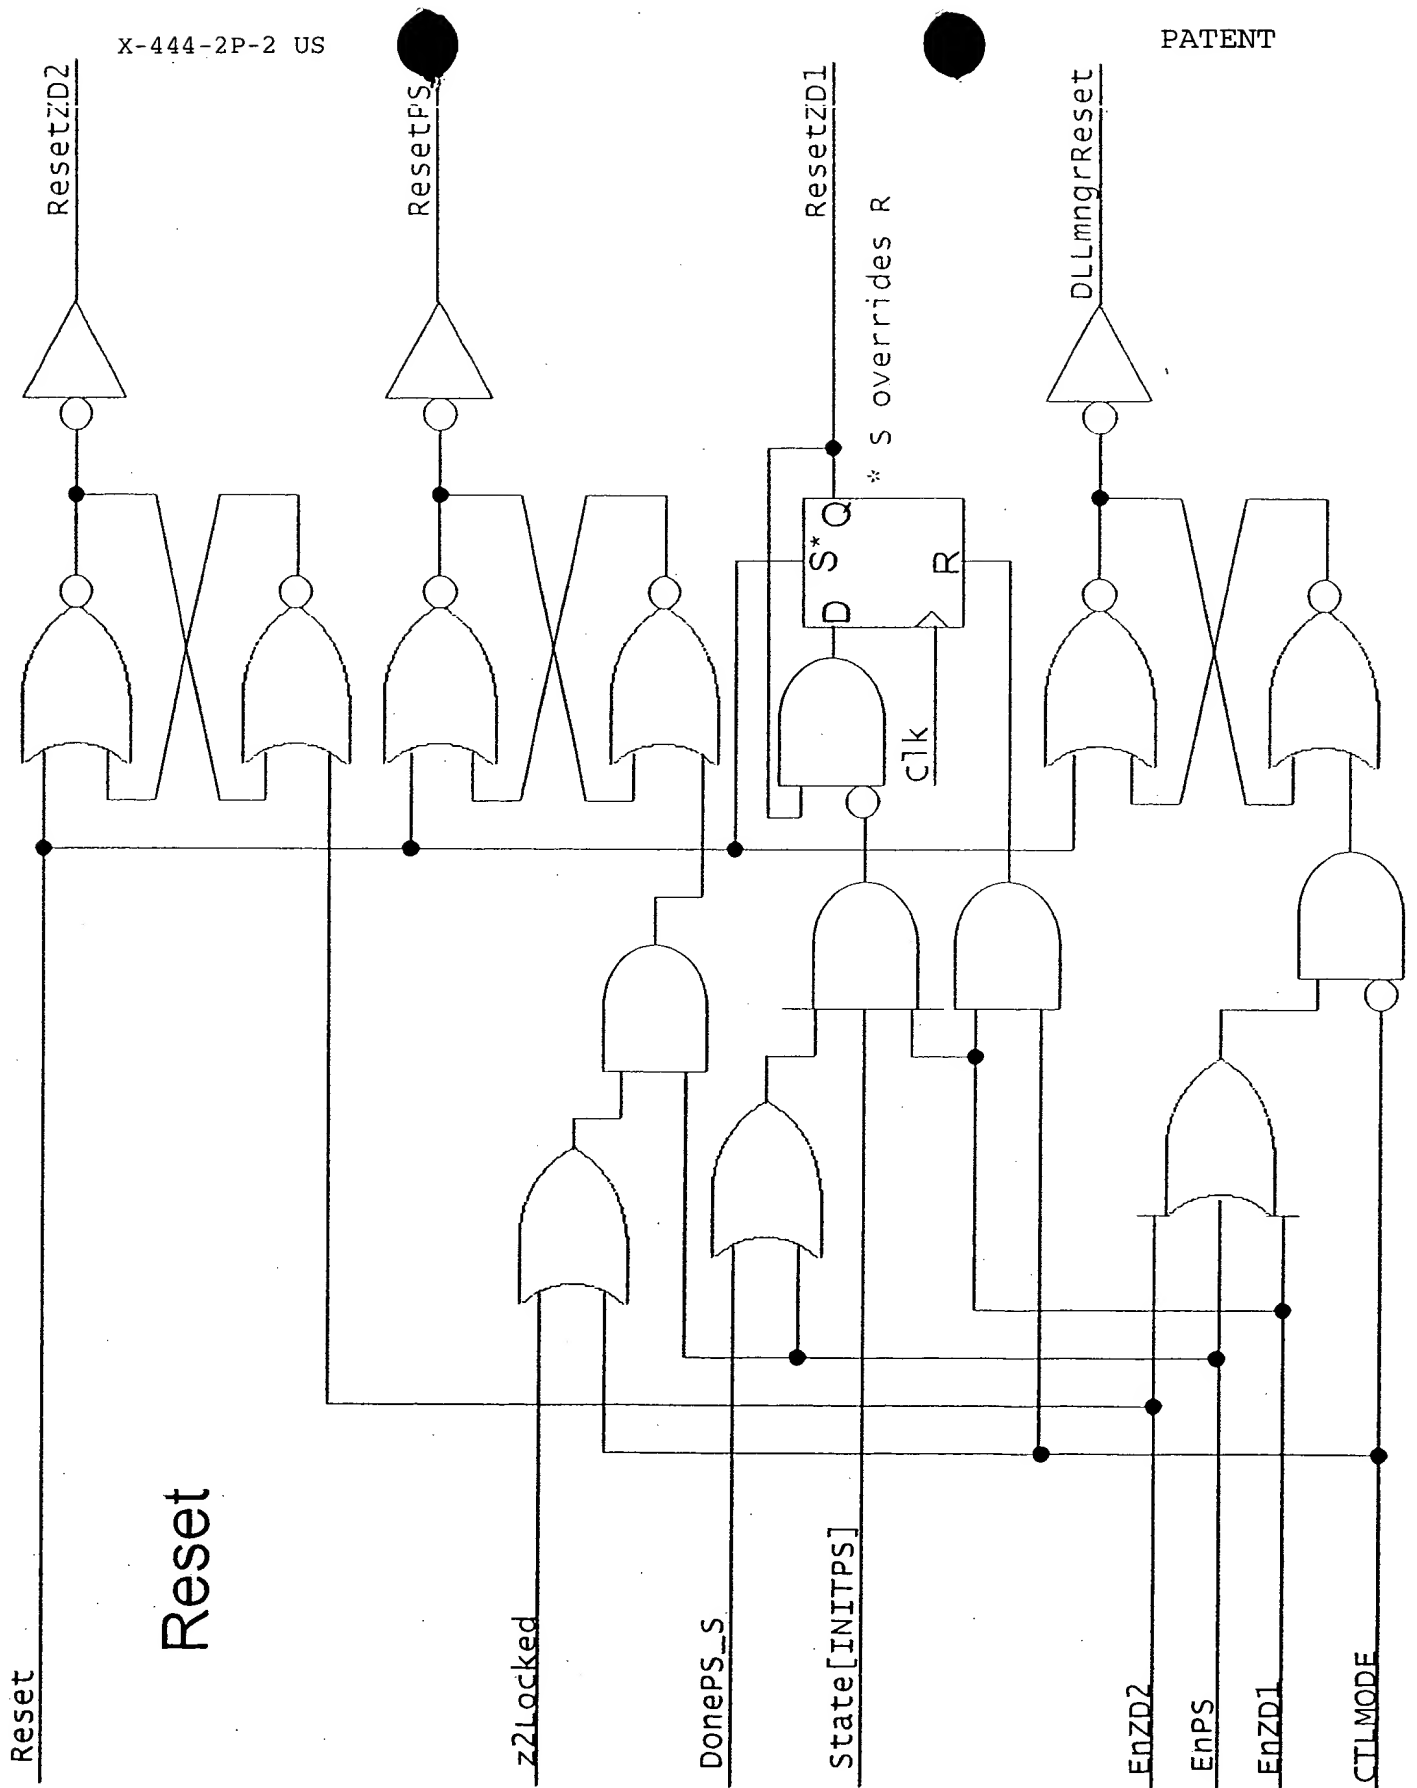 X-444-2P-2 US
PATENT
ResetZD2
ResetPS
ResetZD1
DLLmngrReset
* S overrides R
S*
Q
D
R
Clk
Reset
Reset
z2Locked
DonePS_S
State[INITPS]
EnZD2
EnPS
EnZD1
CTLMODE